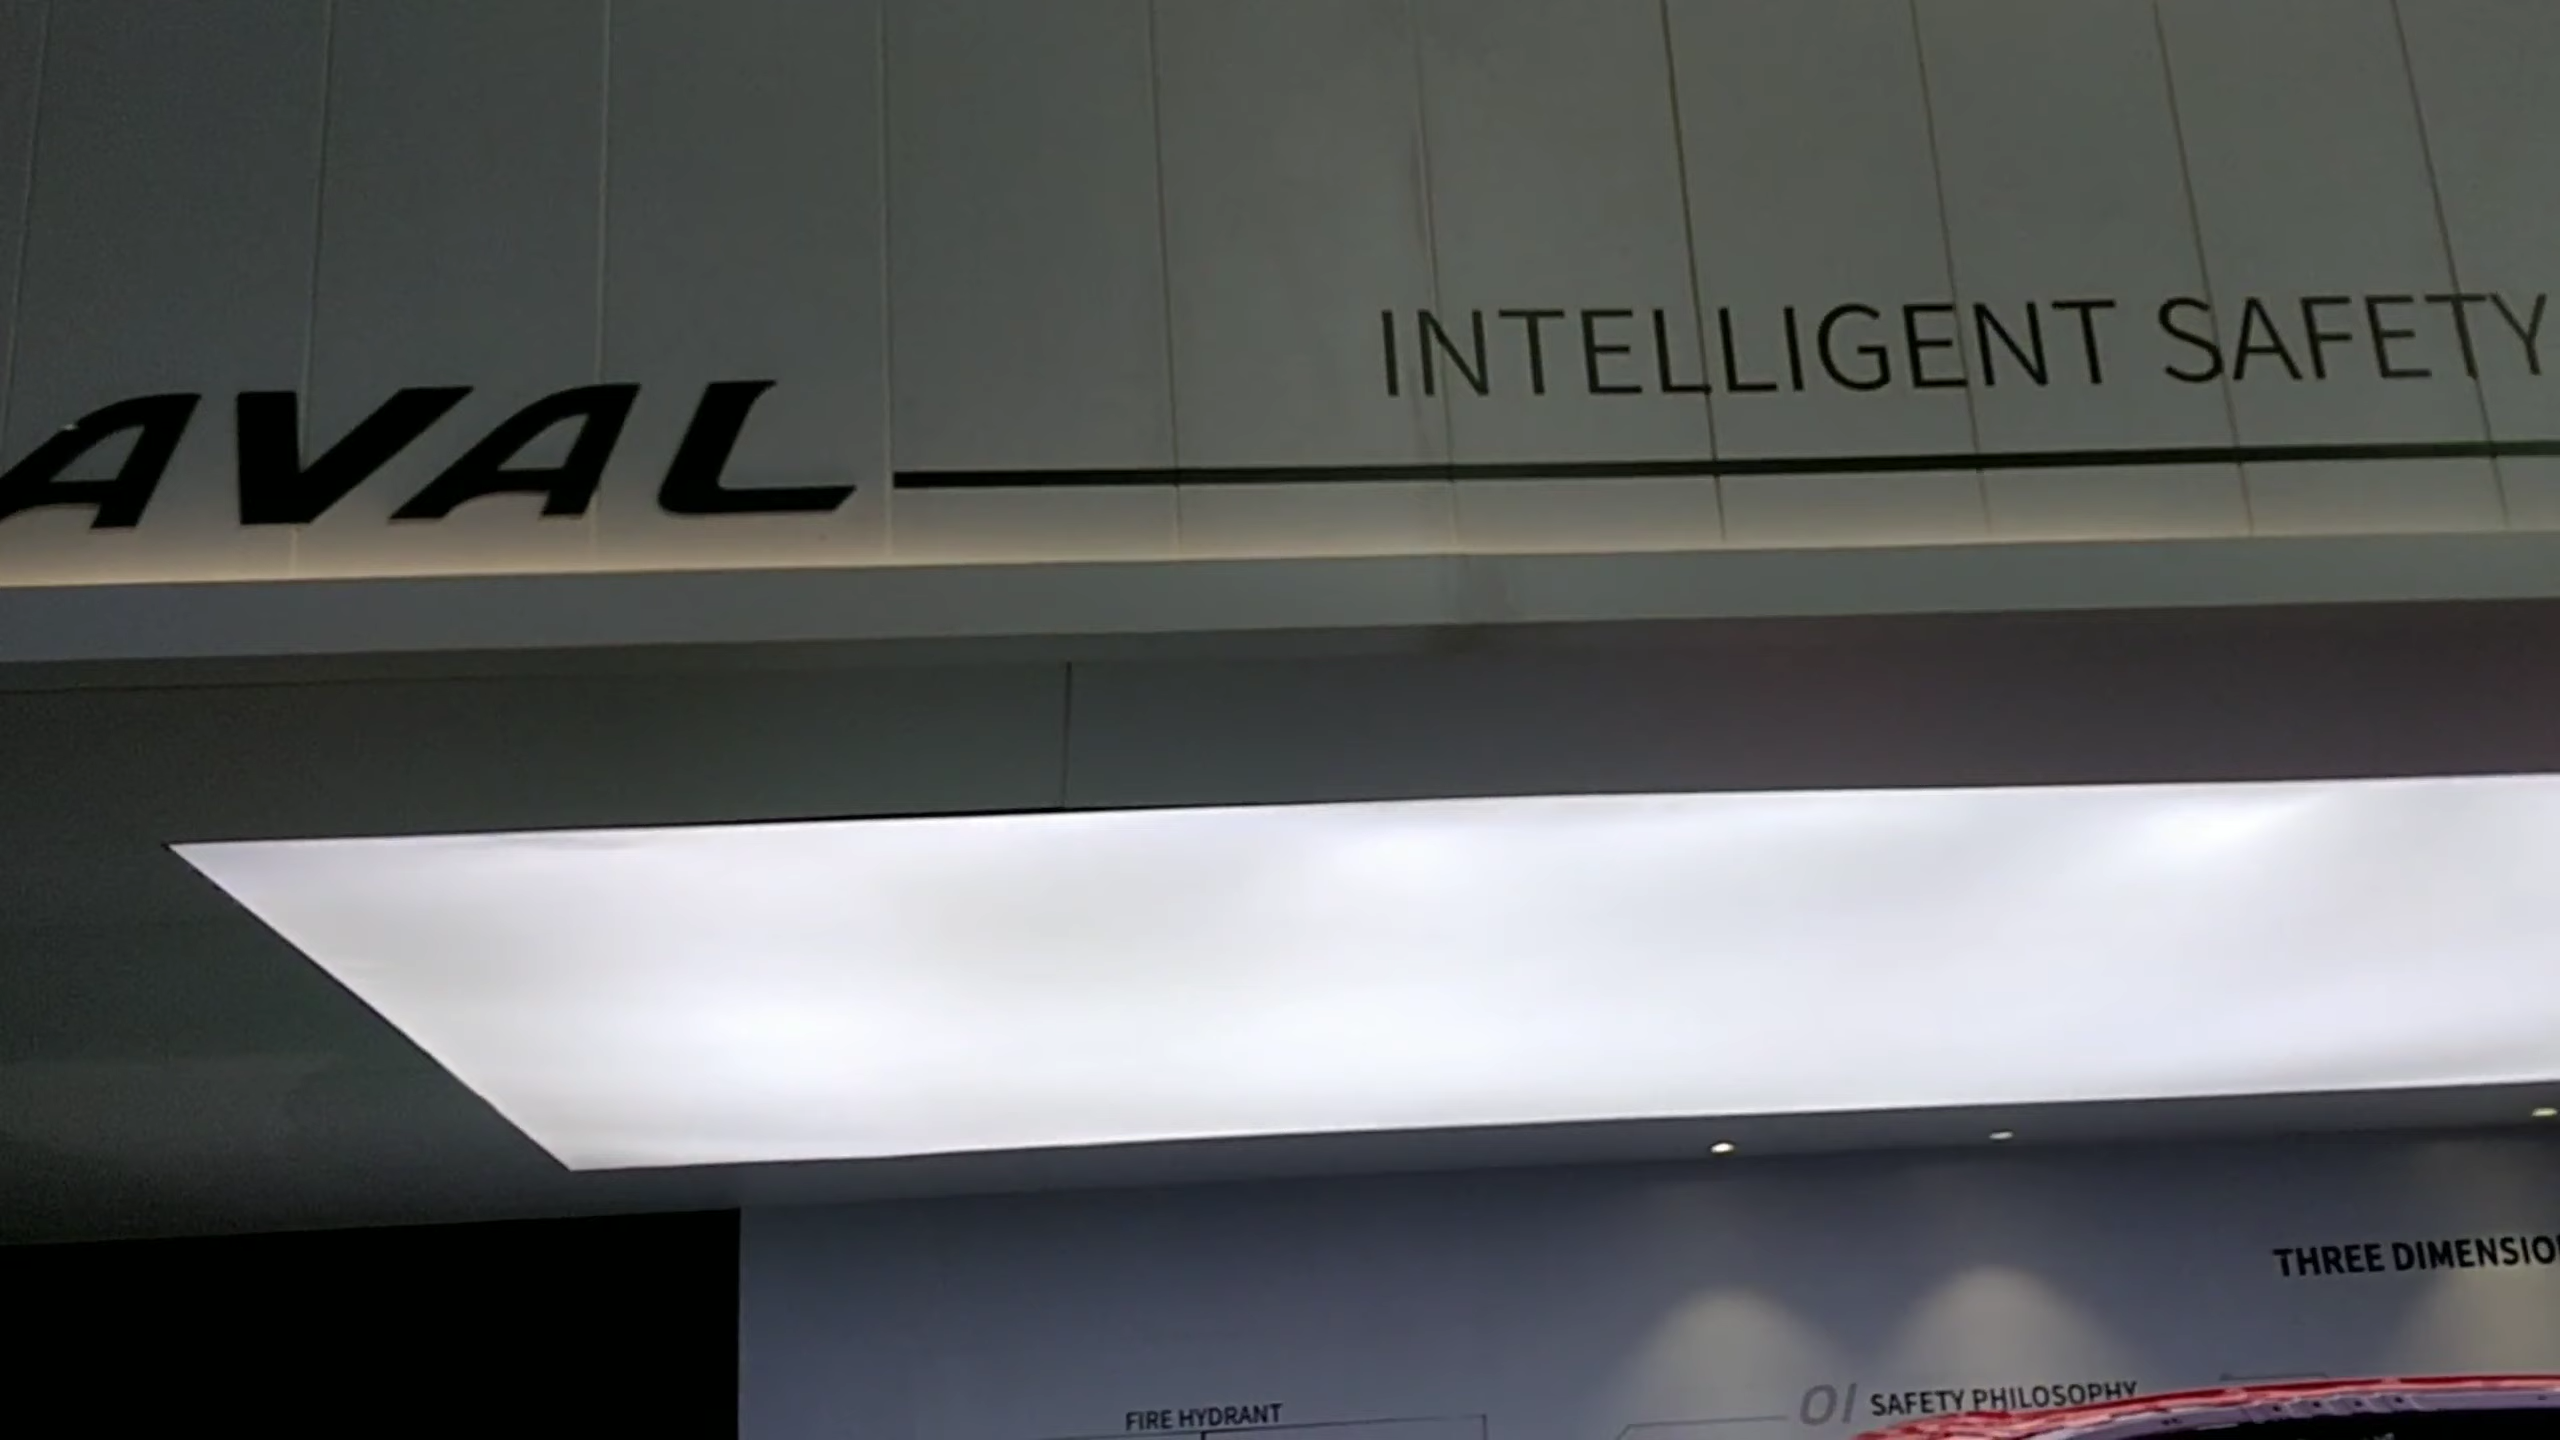 AVAL
INTELLIGENT SAFETY
THREE DIMENSIO
FIRE HYDRANT
01 SAFETY PHILOSOPHY